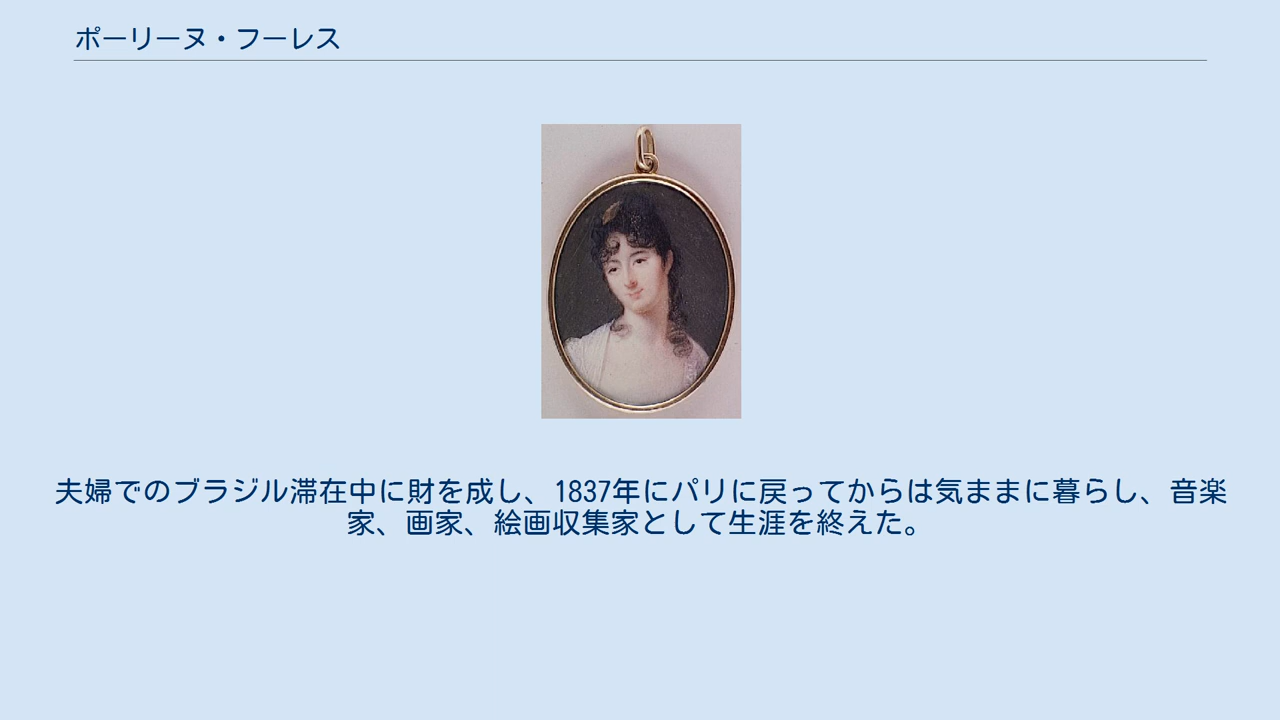 ポーリーヌ・フーレス
夫婦でのブラジル滞在中に財を成し、1837年にパリに戻ってからは気ままに暮らし、音楽
家、画家、絵画収集家として生涯を終えた。